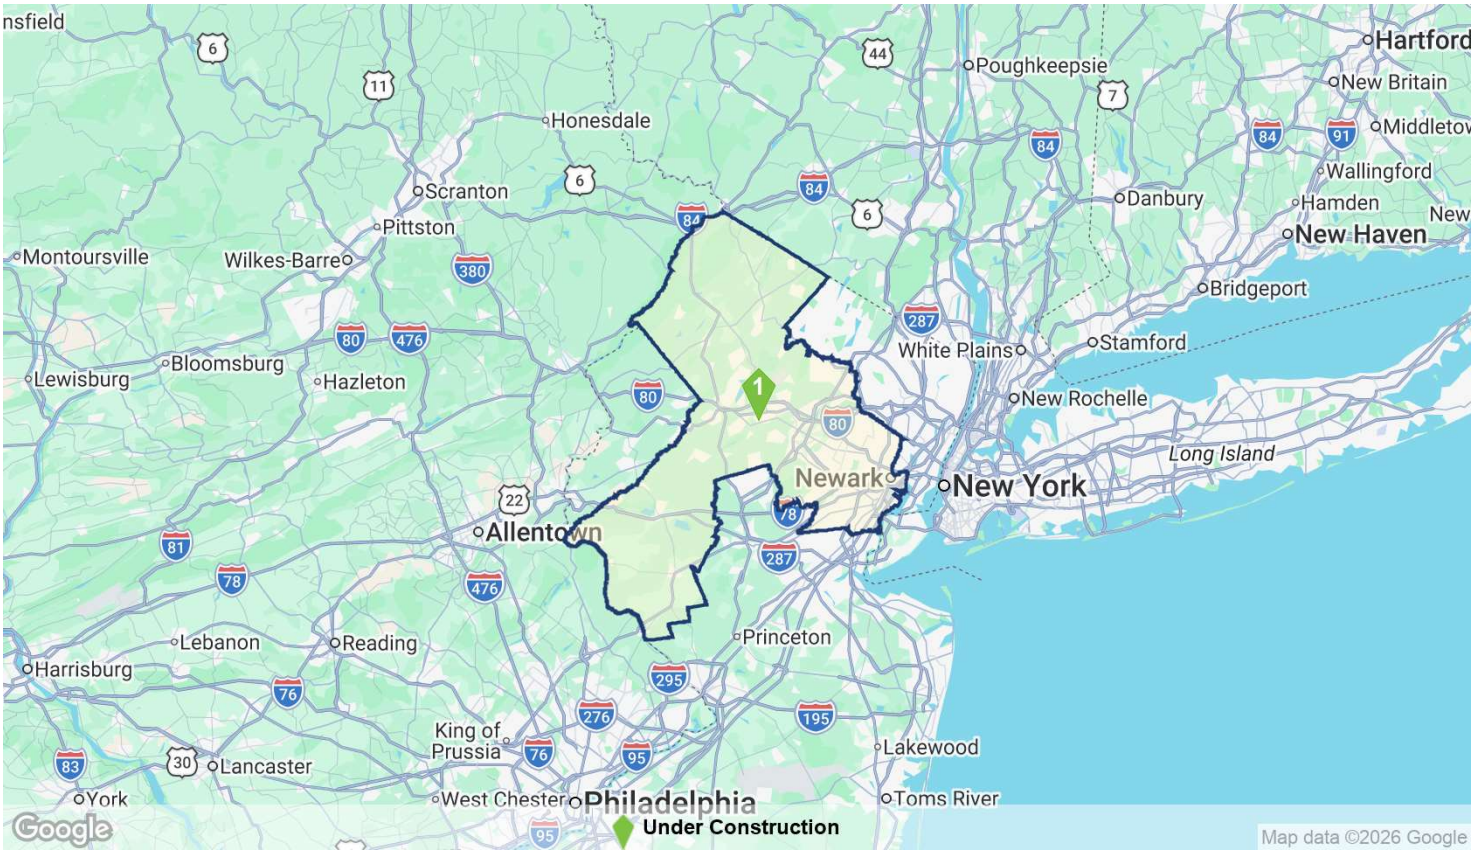 nsfield
6
11
44
Poughkeepsie
Hartford
New Britain
7
Honesdale
84
84
91
Middletow
6
Scranton
84
Wallingford
Danbury
Hamden
84
6
New
Pittston
New Haven
Montoursville
Wilkes-Barre
380
Bridgeport
287
80
476
White Plains
Stamford
Bloomsburg
Lewisburg
Hazleton
80
1
New Rochelle
80
Long Island
Newark
New York
22
78
Allentown
81
287
78
476
Princeton
Lebanon
Reading
Harrisburg
295
76
276
195
King of
Prussia
76
95
Lakewood
83
30
Lancaster
York
West Chester
Philadelphia
Toms River
Google
95
Under Construction
Map data ©2026 Google